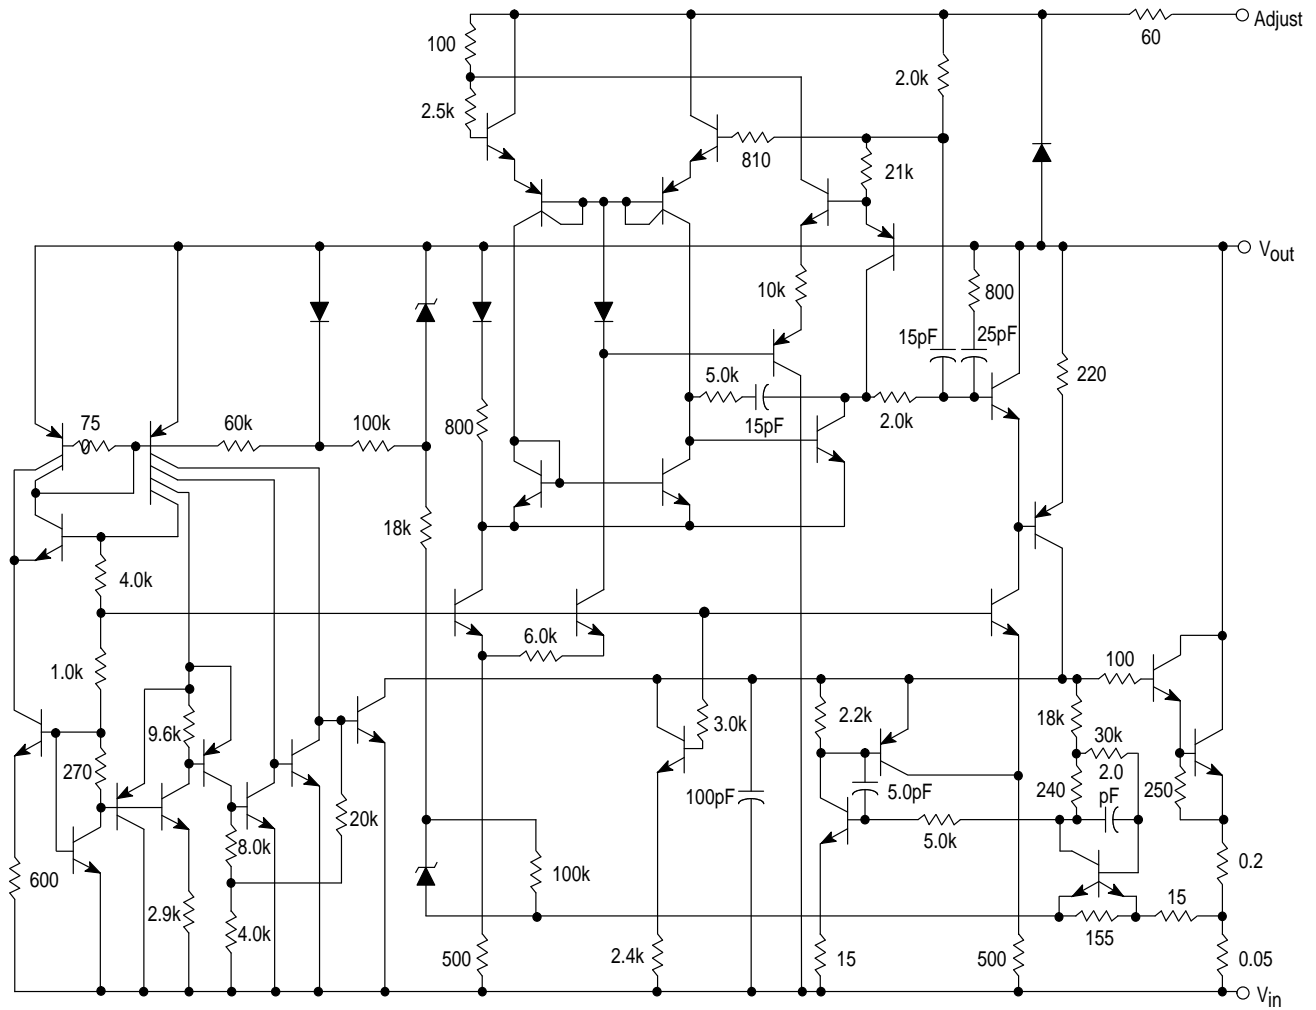 Adjust
100
60
2.0k
2.5k
810
21k
Vout
10k
800
15pF
25pF
5.0k
220
75
0
60k
100k
800
15pF
2.0k
18k
4.0k
6.0k
1.0k
100
9.6k
3.0k
2.2k
18k
30k
270
2.0
pF
100pF
5.0pF
240
250
20k
5.0k
8.0k
600
100k
0.2
2.9k
15
4.0k
155
500
2.4k
15
500
0.05
Vin